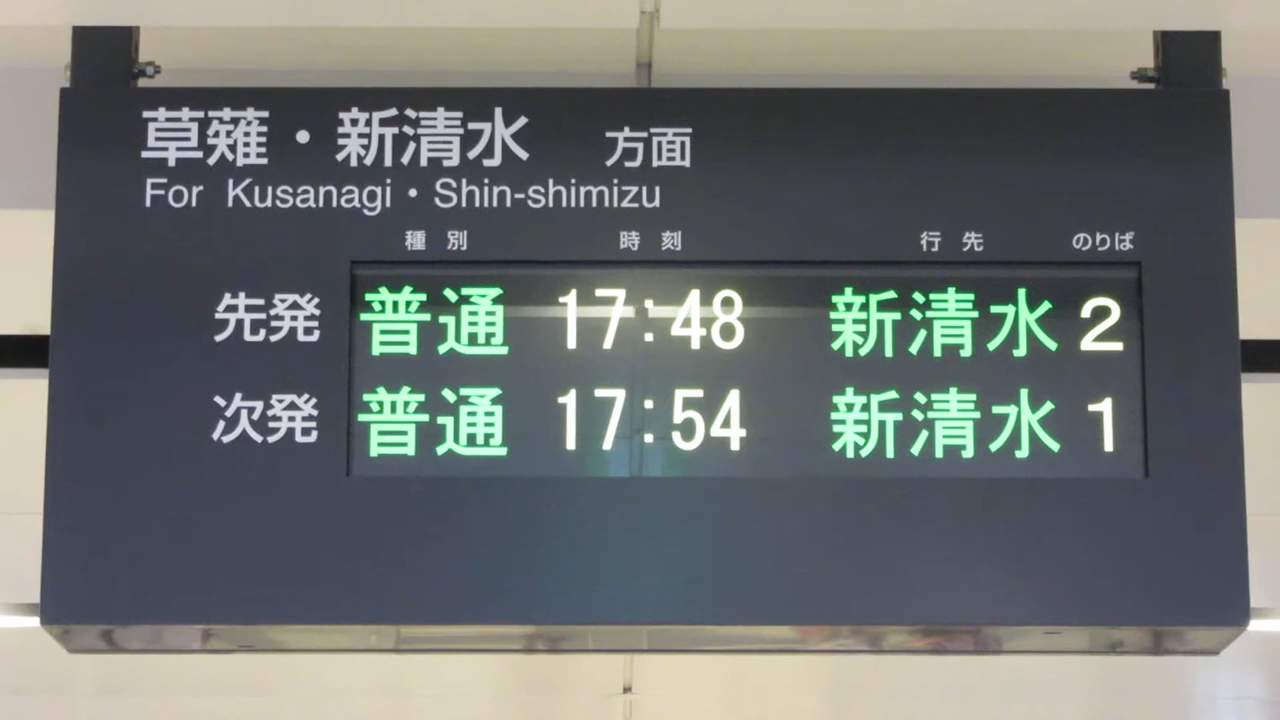 草薙・新清水 方面
For Kusanagi・Shin-shimizu
種別 時刻 行先 のりば
先発 普通 17:48 新清水 2
次発 普通 17:54 新清水 1